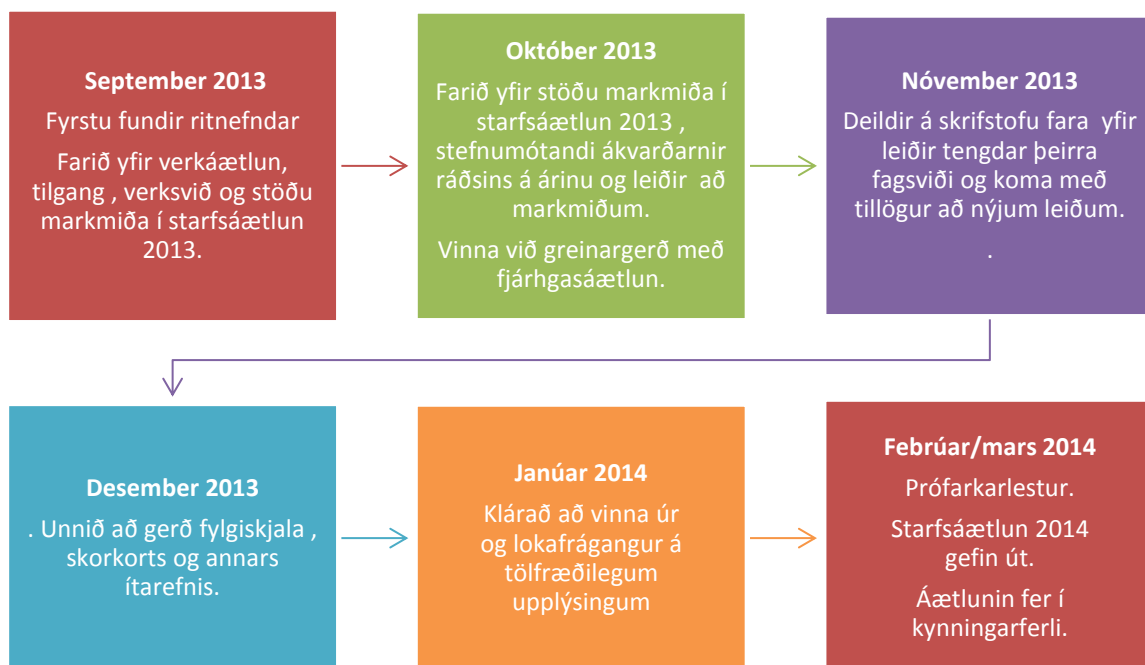 September 2013
Fyrstu fundir ritnefndar
Farið yfir verkáætlun,
tilgang , verksvið og stöðu
markmiða í starfsáætlun
2013.
Október 2013
Farið yfir stöðu markmiða í
starfsáætlun 2013 ,
stefnumótandi ákvarðarnir
ráðsins á árinu og leiðir að
markmiðum.
Vinna við greinargerð með
fjárhgasáætlun.
Nóvember 2013
Deildir á skrifstofu fara yfir
leiðir tengdar þeirra
fagsviði og koma með
tillögur að nýjum leiðum.
.
Desember 2013
. Unnið að gerð fylgiskjala ,
skorkorts og annars
ítarefnis.
Janúar 2014
Klárað að vinna úr
og lokafrágangur á
tölfræðilegum
upplýsingum
Febrúar/mars 2014
Prófarkarlestur.
Starfsáætlun 2014
gefin út.
Áætlunin fer í
kynningarferli.